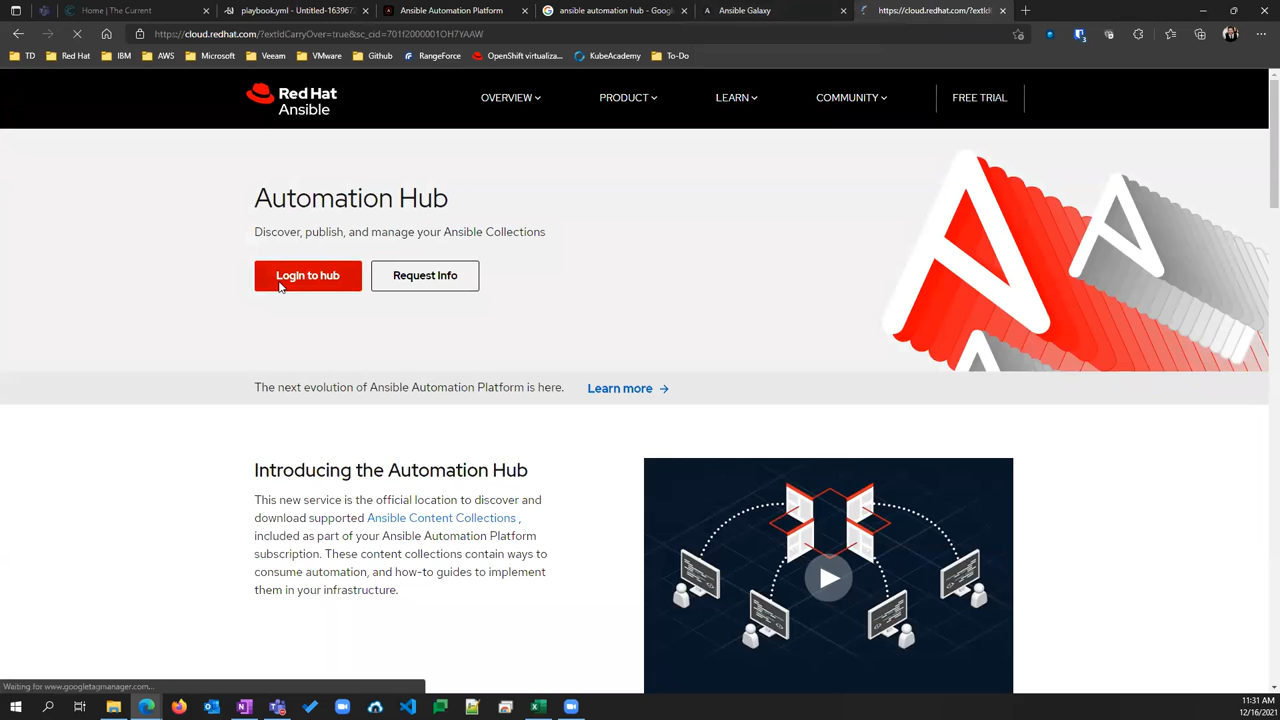 Home | The Current
playbook.yml - Untitled-163967
Ansible Automation Platform
ansible automation hub - Googl
Ansible Galaxy
https://cloud.redhat.com/?extId
https://cloud.redhat.com/?extIdCarryOver=true&sc_cid=701f2000001OH7YAAW
TD
Red Hat
IBM
AWS
Microsoft
Veeam
VMware
Github
RangeForce
OpenShift virtualiza...
KubeAcademy
To-Do
Red Hat
Ansible
OVERVIEW
PRODUCT
LEARN
COMMUNITY
FREE TRIAL
Automation Hub
Discover, publish, and manage your Ansible Collections
Login to hub
Request Info
The next evolution of Ansible Automation Platform is here.
Learn more →
Introducing the Automation Hub
This new service is the official location to discover and
download supported Ansible Content Collections ,
included as part of your Ansible Automation Platform
subscription. These content collections contain ways to
consume automation, and how-to guides to implement
them in your infrastructure.
Waiting for www.googletagmanager.com...
11:31 AM
12/16/2021